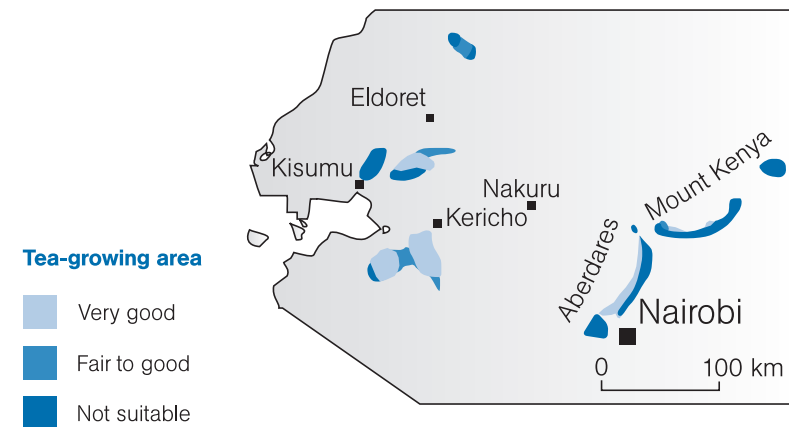 Eldoret
Kisumu
Nakuru
Kericho
Mount Kenya
Aberdares
Nairobi
0 100 km
Tea-growing area
Very good
Fair to good
Not suitable